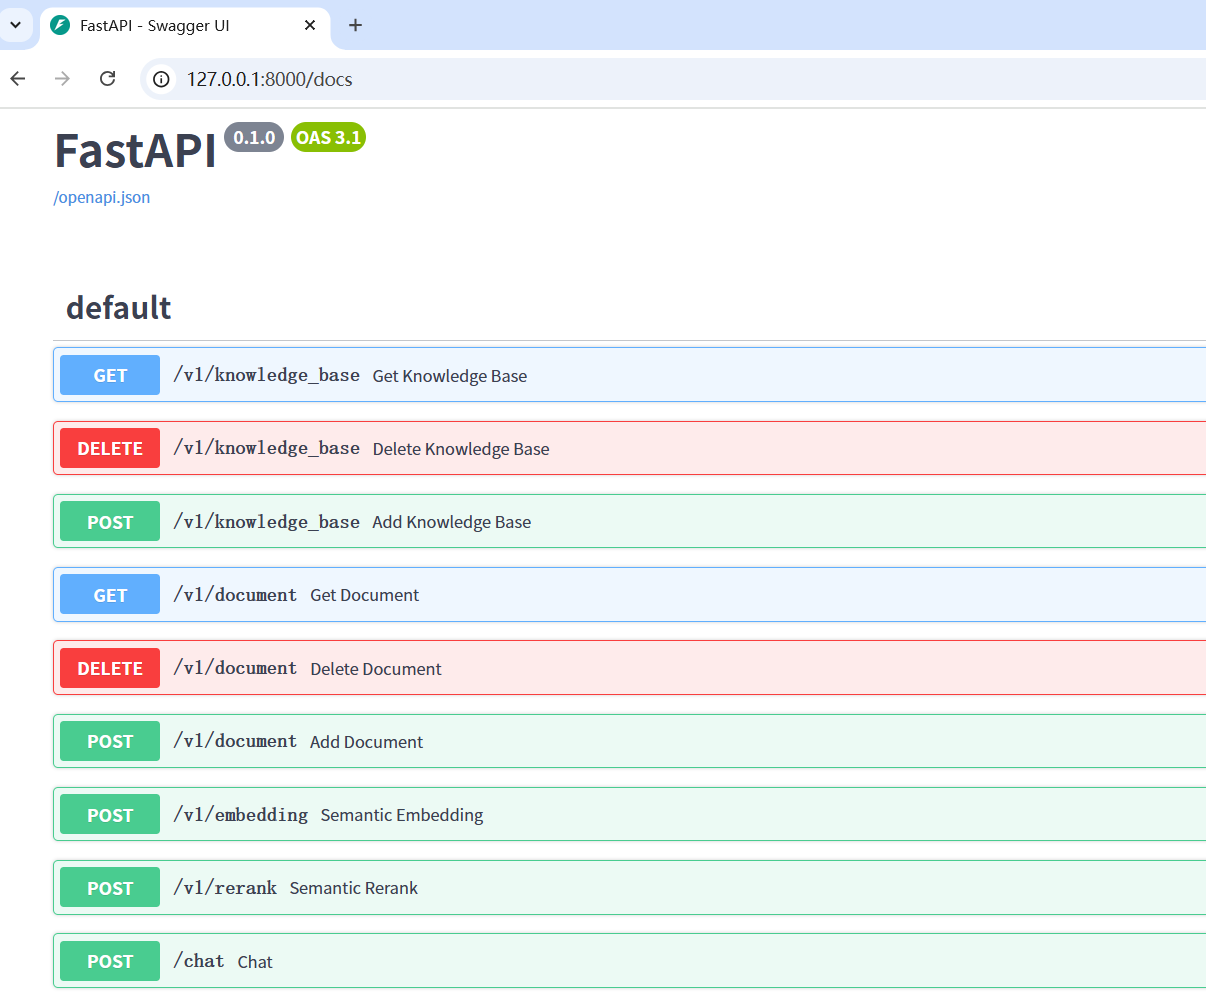 FastAPI - Swagger UI
127.0.0.1:8000/docs
FastAPI 0.1.0 OAS 3.1
/openapi.json
default
GET /v1/knowledge_base Get Knowledge Base
DELETE /v1/knowledge_base Delete Knowledge Base
POST /v1/knowledge_base Add Knowledge Base
GET /v1/document Get Document
DELETE /v1/document Delete Document
POST /v1/document Add Document
POST /v1/embedding Semantic Embedding
POST /v1/rerank Semantic Rerank
POST /chat Chat